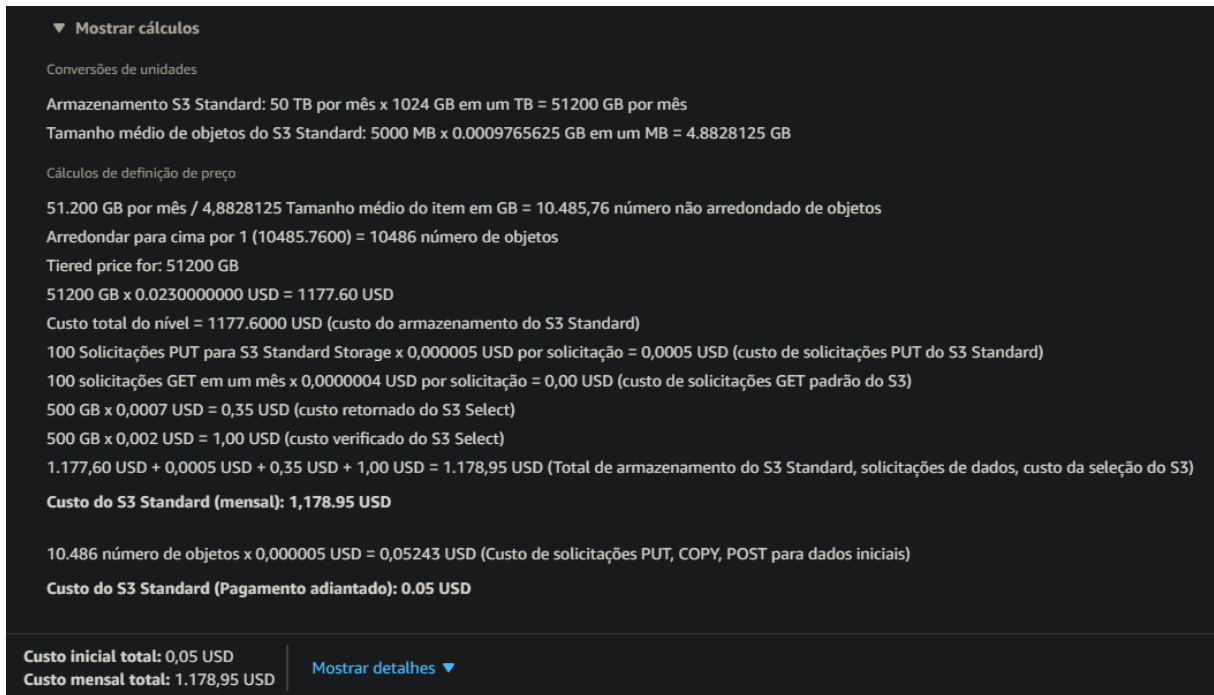 ▼ Mostrar cálculos
Conversões de unidades
Armazenamento S3 Standard: 50 TB por mês x 1024 GB em um TB = 51200 GB por mês
Tamanho médio de objetos do S3 Standard: 5000 MB x 0.0009765625 GB em um MB = 4.8828125 GB
Cálculos de definição de preço
51.200 GB por mês / 4,8828125 Tamanho médio do item em GB = 10.485,76 número não arredondado de objetos
Arredondar para cima por 1 (10485.7600) = 10486 número de objetos
Tiered price for: 51200 GB
51200 GB x 0.0230000000 USD = 1177.60 USD
Custo total do nível = 1177.6000 USD (custo do armazenamento do S3 Standard)
100 Solicitações PUT para S3 Standard Storage x 0,000005 USD por solicitação = 0,0005 USD (custo de solicitações PUT do S3 Standard)
100 solicitações GET em um mês x 0,0000004 USD por solicitação = 0,00 USD (custo de solicitações GET padrão do S3)
500 GB x 0,0007 USD = 0,35 USD (custo retornado do S3 Select)
500 GB x 0,002 USD = 1,00 USD (custo verificado do S3 Select)
1.177,60 USD + 0,0005 USD + 0,35 USD + 1,00 USD = 1.178,95 USD (Total de armazenamento do S3 Standard, solicitações de dados, custo da seleção do S3)
Custo do S3 Standard (mensal): 1,178.95 USD
10.486 número de objetos x 0,000005 USD = 0,05243 USD (Custo de solicitações PUT, COPY, POST para dados iniciais)
Custo do S3 Standard (Pagamento adiantado): 0.05 USD
Custo inicial total: 0,05 USD
Custo mensal total: 1.178,95 USD
Mostrar detalhes ▼